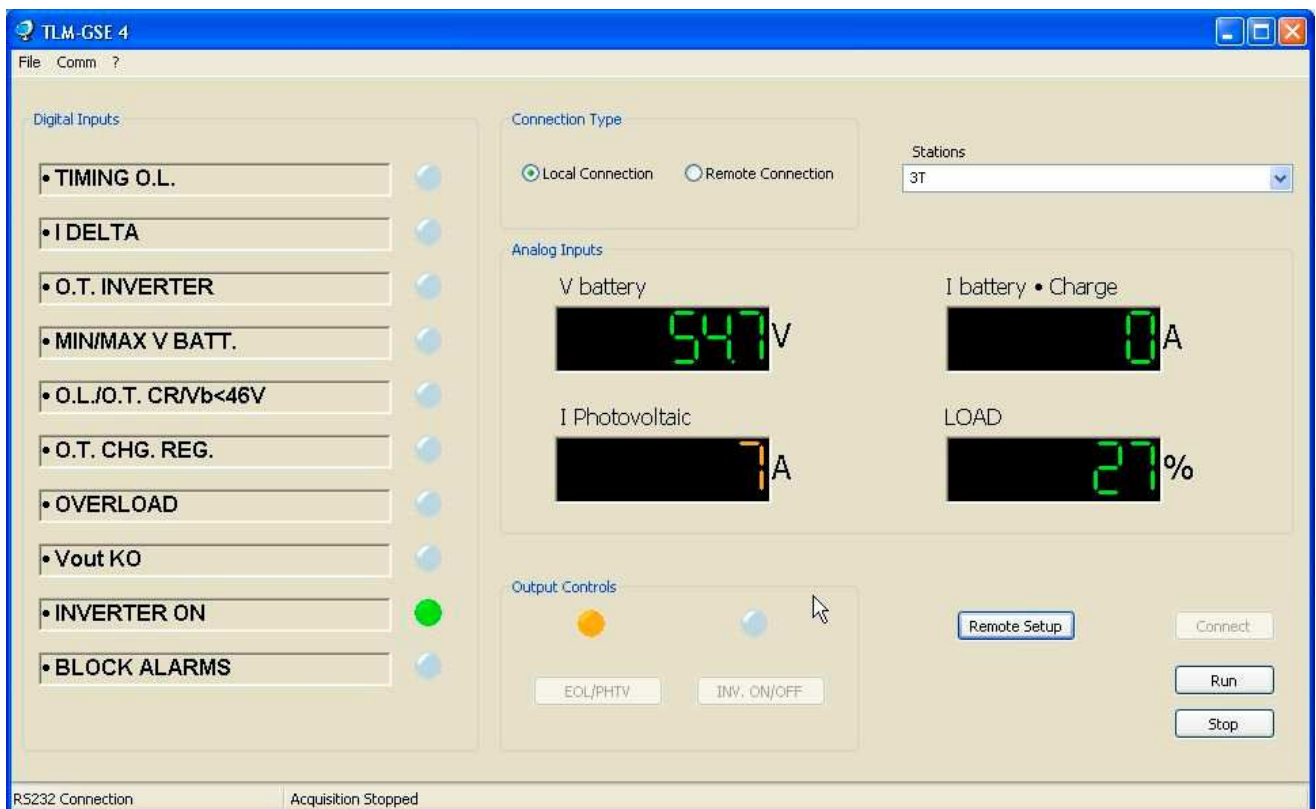 TLM-GSE 4
File Comm ?
Digital Inputs
• TIMING O.L.
• I DELTA
• O.T. INVERTER
• MIN/MAX V BATT.
• O.L./O.T. CR/Vb<46V
• O.T. CHG. REG.
• OVERLOAD
• Vout KO
• INVERTER ON
• BLOCK ALARMS
Connection Type
Local Connection Remote Connection
Stations
3T
Analog Inputs
V battery
54.7 V
I battery • Charge
0 A
I Photovoltaic
7 A
LOAD
27 %
Output Controls
EOL/PHTV INV. ON/OFF
Remote Setup
Connect
Run
Stop
RS232 Connection Acquisition Stopped